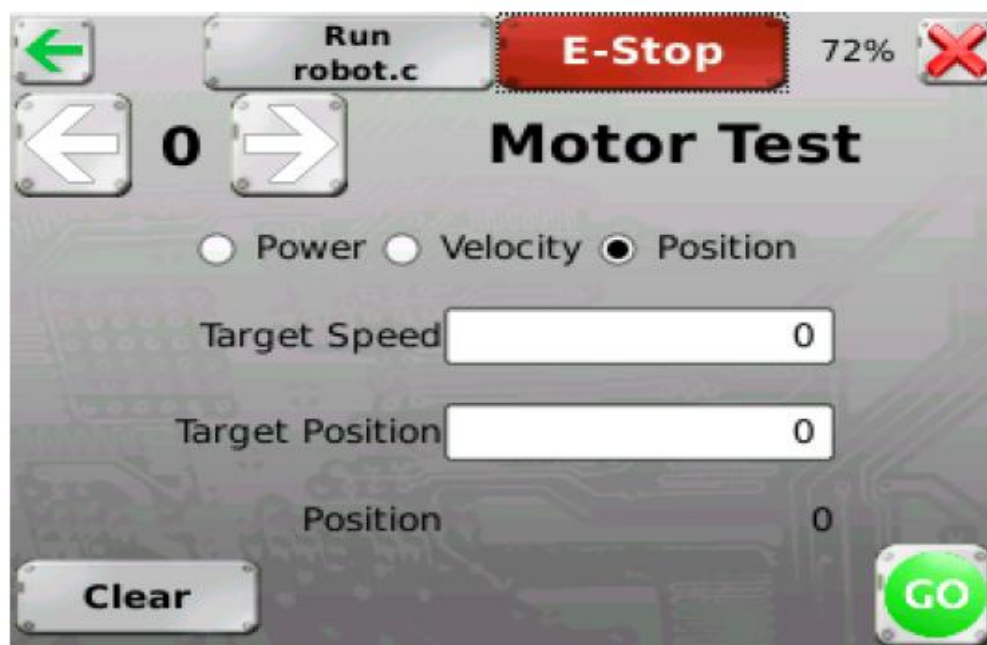 Run
robot.c
E-Stop
72%
0
Motor Test
Power Velocity Position
Target Speed 0
Target Position 0
Position 0
Clear
GO